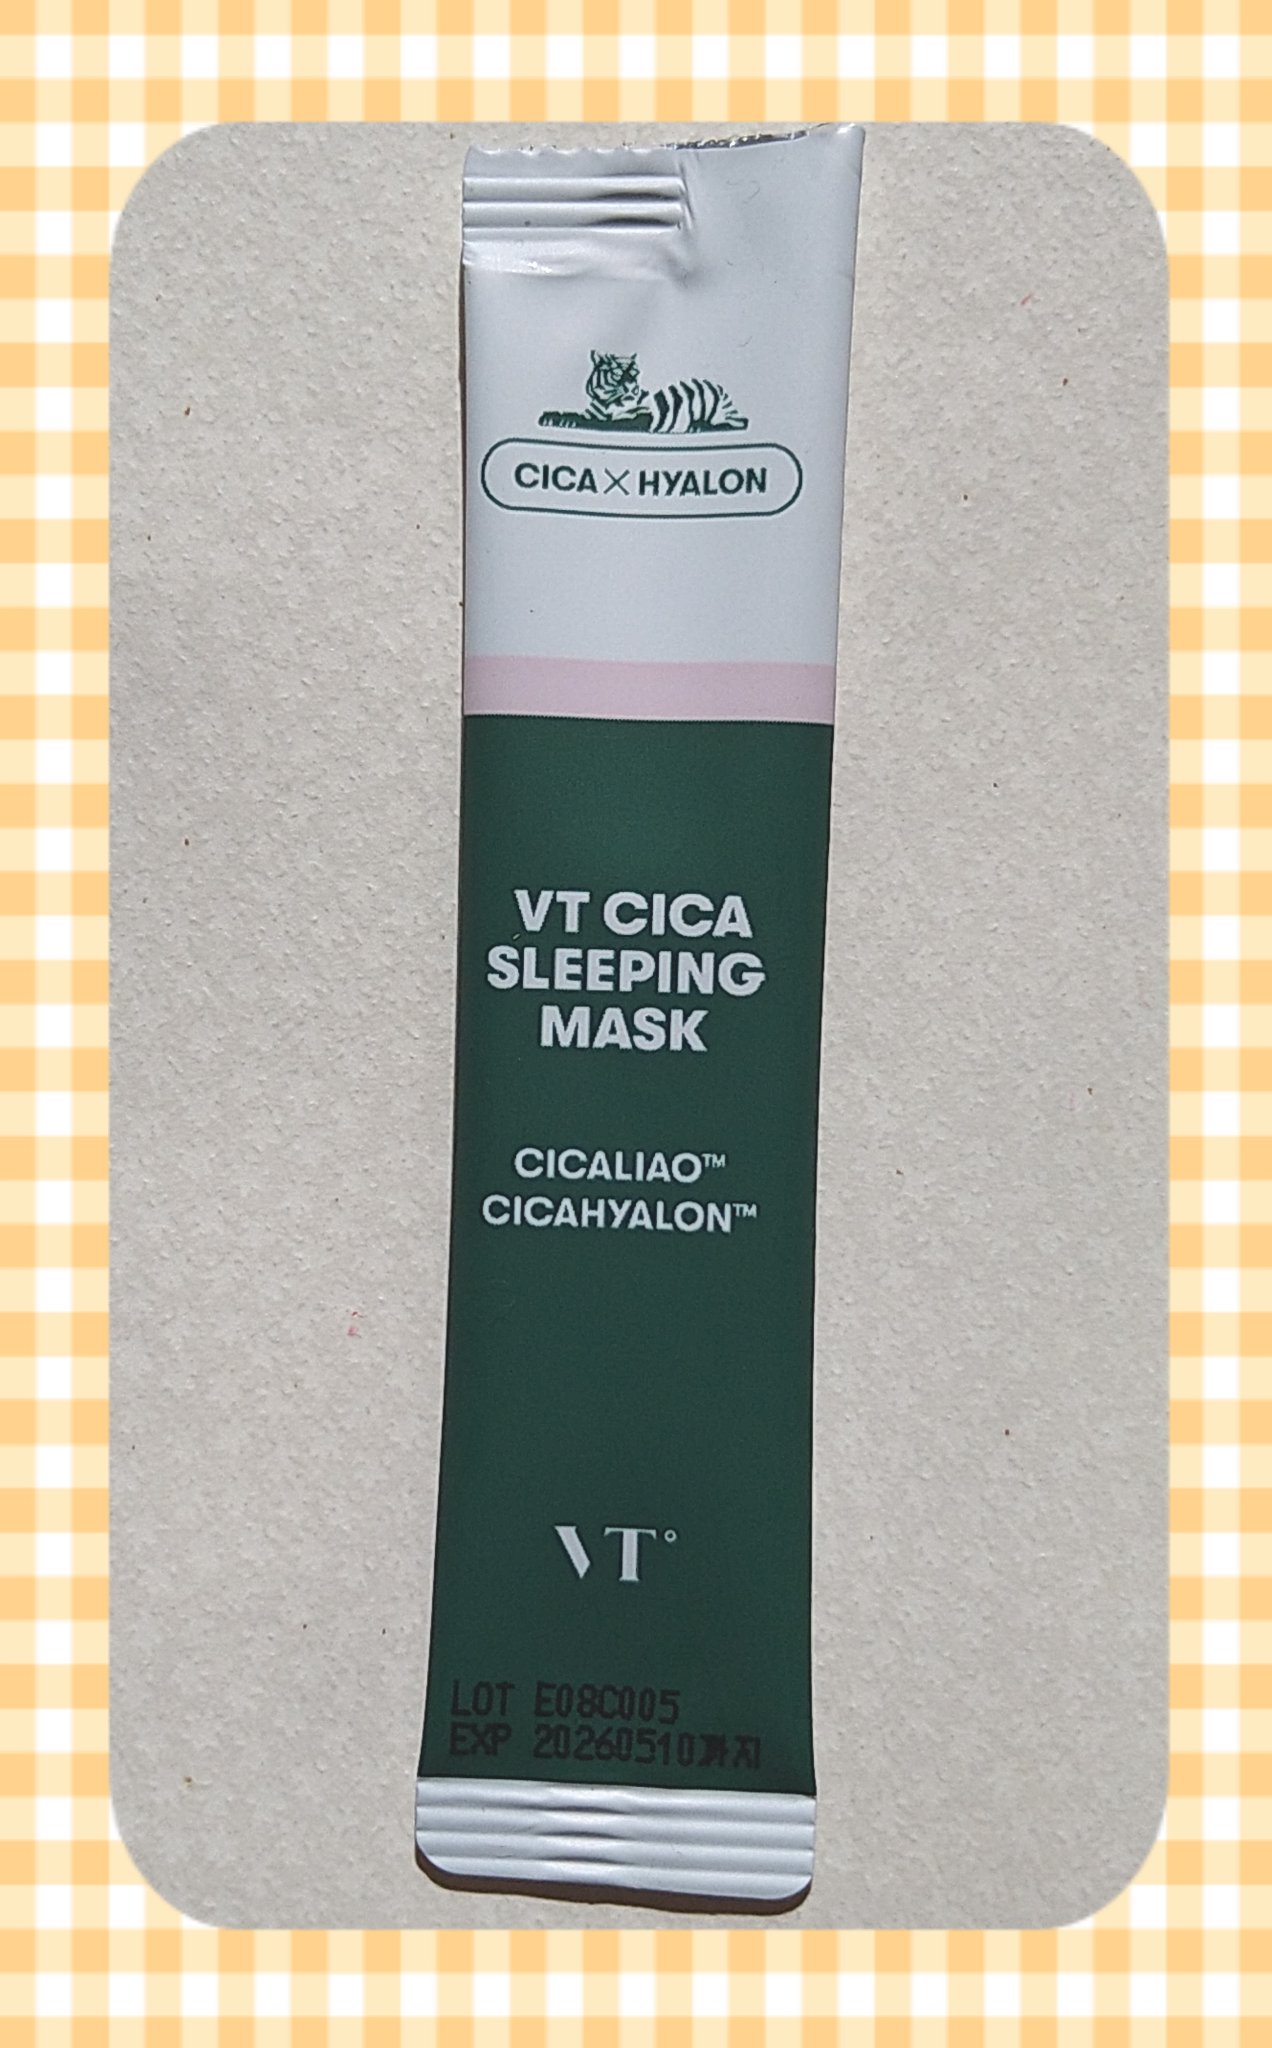 CICA×HYALON
VT CICA
SLEEPING
MASK
CICALIAO™
CICAHYALON™
VT°
LOT E08C005
EXP 20260510까지